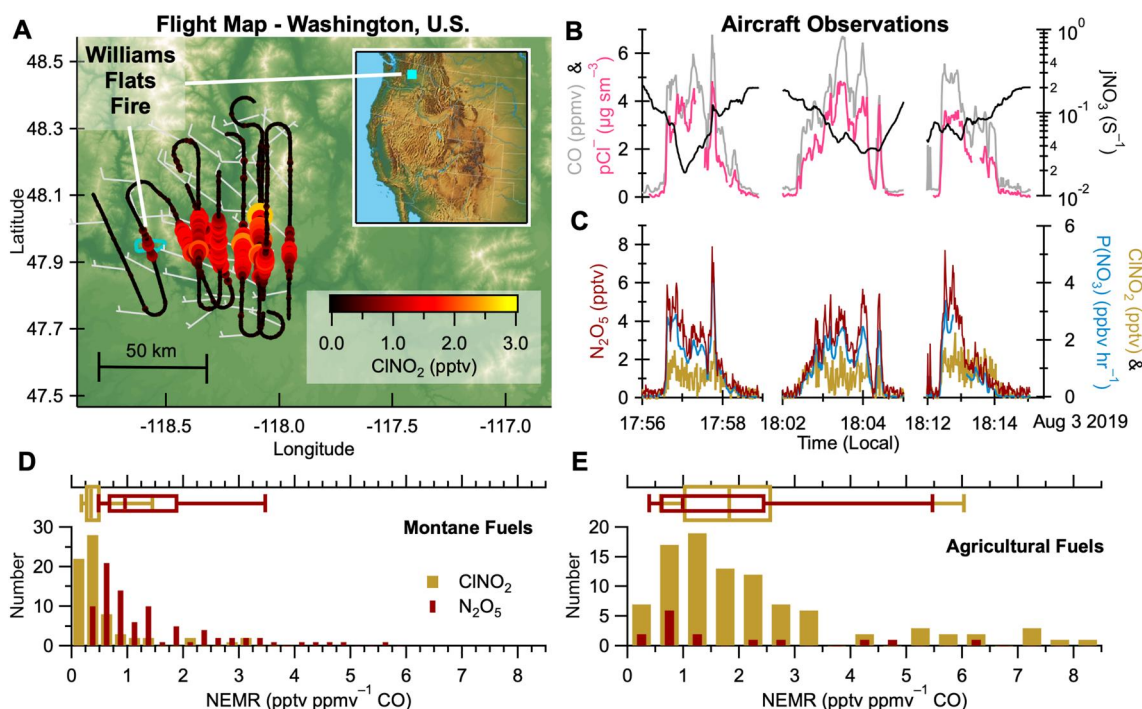 Flight Map - Washington, U.S.
A
Williams
Flats
Fire
48.5
48.3
48.1
47.9
47.7
47.5
Latitude
50 km
0.0 1.0 2.0 3.0
ClNO₂ (pptv)
-118.5 -118.0 -117.5 -117.0
Longitude
Aircraft Observations
B
CO (ppmv) &
pCl⁻ (µg sm⁻³)
6
4
2
0
10⁰
10⁻¹
10⁻²
jNO₃ (S⁻¹)
C
N₂O₅ (pptv)
8
6
4
2
0
6
4
2
0
P(NO₃) (ppbv hr⁻¹)
ClNO₂ (pptv) &
17:56 17:58 18:02 18:04 18:12 18:14 Aug 3 2019
Time (Local)
D
Montane Fuels
30
20
10
0
Number
ClNO₂
N₂O₅
0 1 2 3 4 5 6 7 8
NEMR (pptv ppmv⁻¹ CO)
E
Agricultural Fuels
20
15
10
5
0
Number
0 1 2 3 4 5 6 7 8
NEMR (pptv ppmv⁻¹ CO)